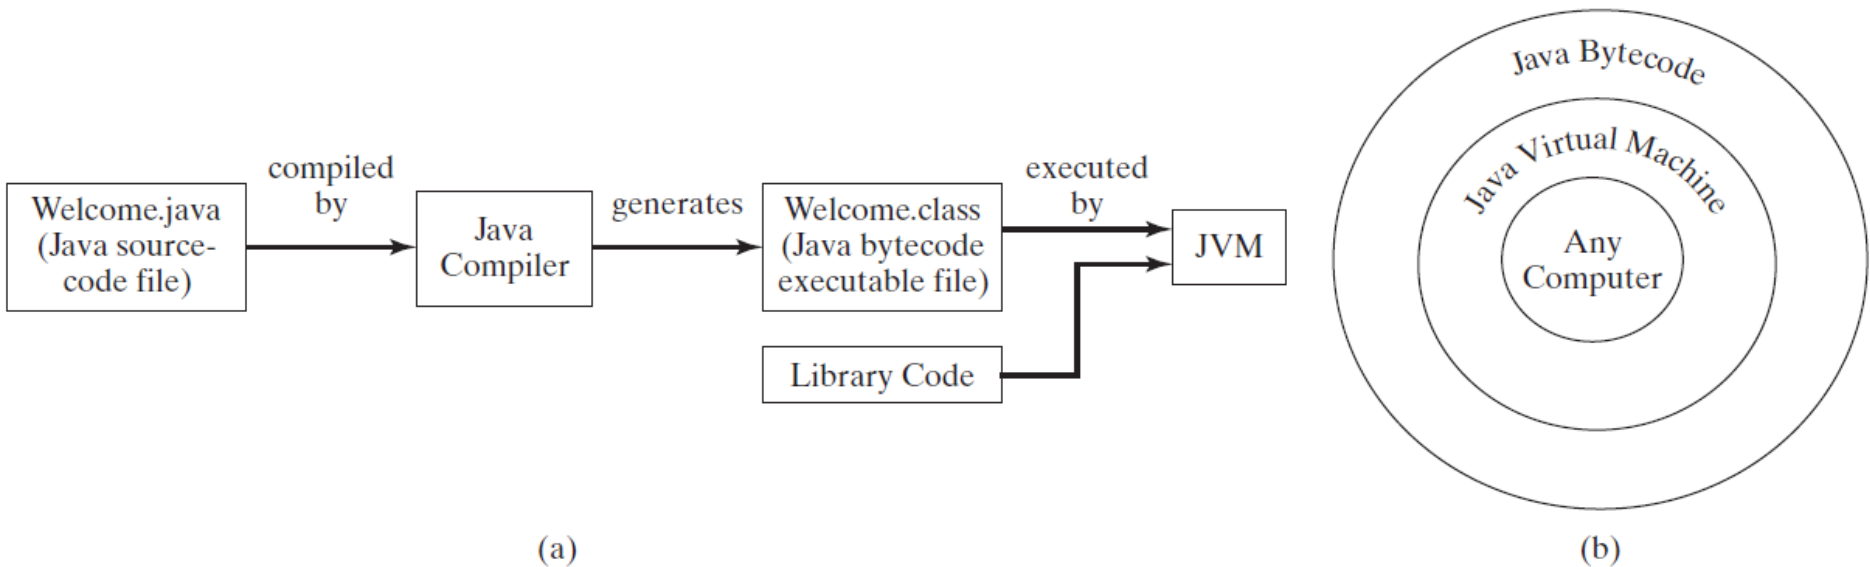 compiled
by
Welcome.java
(Java source-
code file)
Java
Compiler
generates
Welcome.class
(Java bytecode
executable file)
executed
by
JVM
Library Code
(a)
Java Bytecode
Java Virtual Machine
Any
Computer
(b)